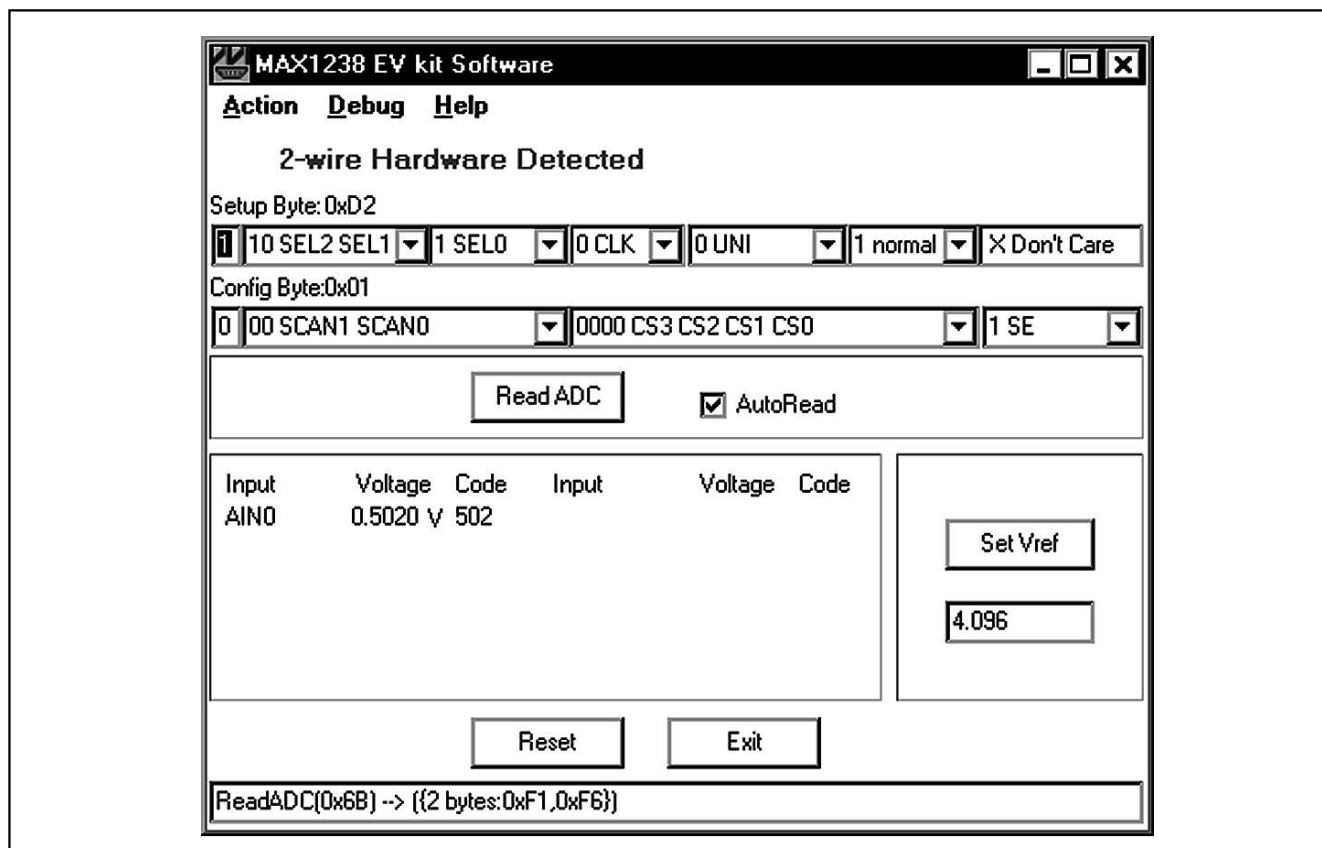 MAX1238 EV kit Software
Action Debug Help
2-wire Hardware Detected
Setup Byte: 0xD2
1 10 SEL2 SEL1 1 SEL0 0 CLK 0 UNI 1 normal X Don't Care
Config Byte:0x01
0 00 SCAN1 SCAN0 0000 CS3 CS2 CS1 CS0 1 SE
Read ADC AutoRead
Input Voltage Code Input Voltage Code
AIN0 0.5020 V 502
Set Vref
4.096
Reset Exit
ReadADC(0x6B) --> ({2 bytes:0xF1,0xF6})